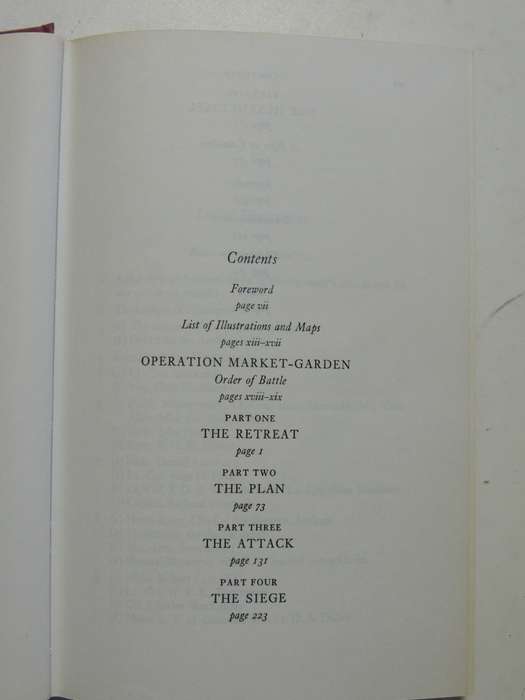 Contents
Foreword
page vii
List of Illustrations and Maps
pages xiii–xvii
OPERATION MARKET-GARDEN
Order of Battle
pages xviii–xix
PART ONE
THE RETREAT
page 1
PART TWO
THE PLAN
page 73
PART THREE
THE ATTACK
page 131
PART FOUR
THE SIEGE
page 223